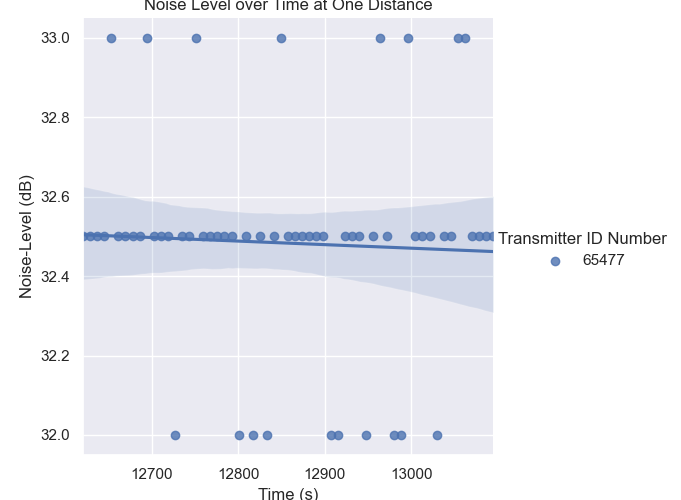 Noise Level over Time at One Distance
33.0
32.8
32.6
32.4
32.2
32.0
Noise-Level (dB)
12700 12800 12900 13000
Time (s)
Transmitter ID Number
65477